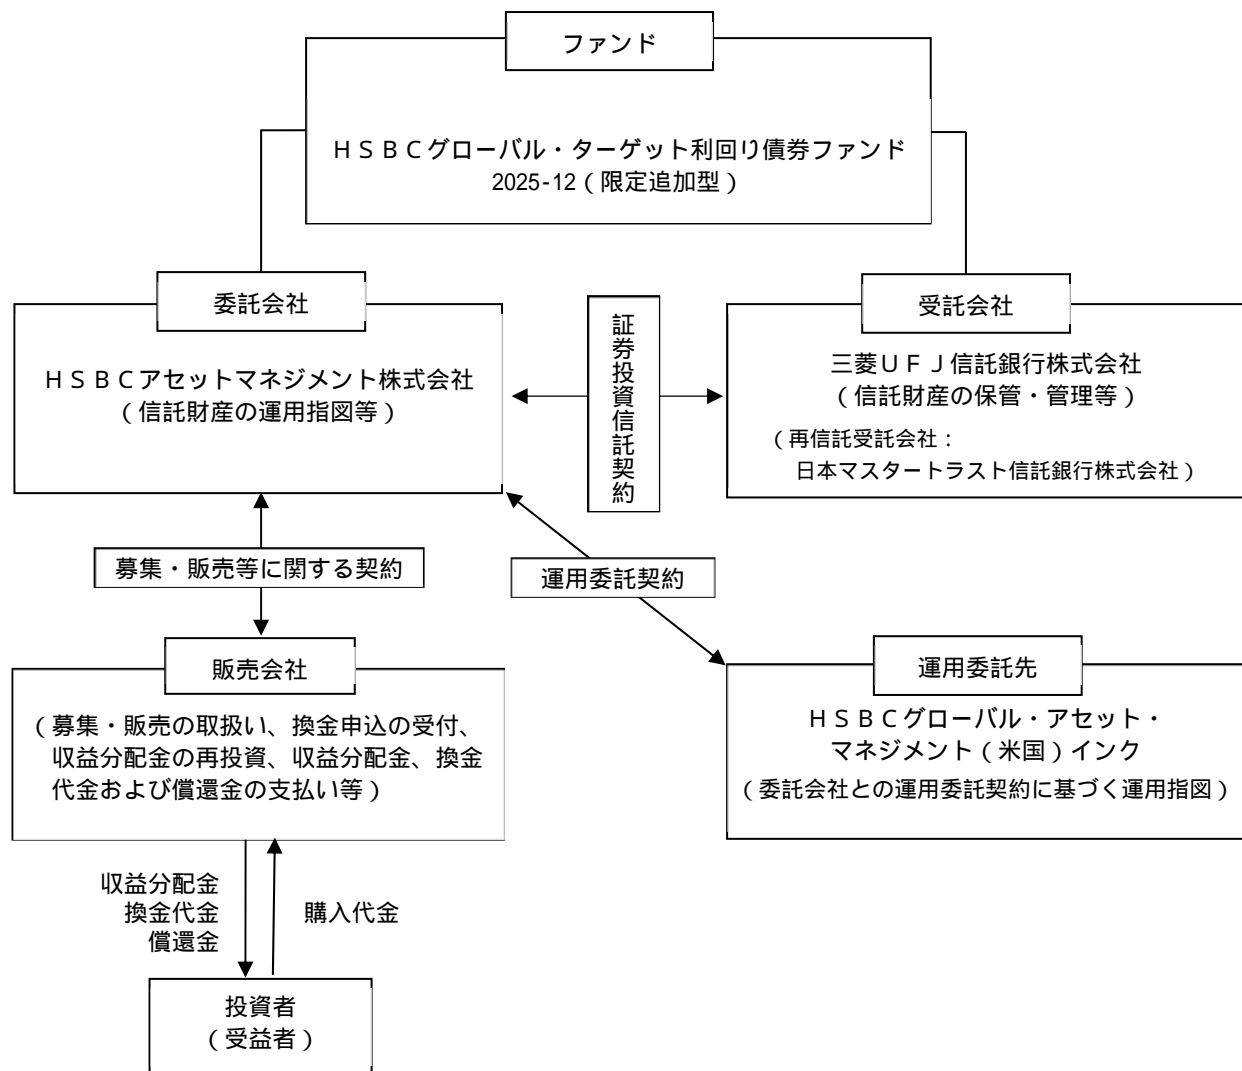 ファンド
ＨＳＢＣグローバル・ターゲット利回り債券ファンド
2025-12（限定追加型）
委託会社
ＨＳＢＣアセットマネジメント株式会社
（信託財産の運用指図等）
証券投資信託契約
受託会社
三菱ＵＦＪ信託銀行株式会社
（信託財産の保管・管理等）
（再信託受託会社：
日本マスタートラスト信託銀行株式会社）
募集・販売等に関する契約
運用委託契約
販売会社
（募集・販売の取扱い、換金申込の受付、
収益分配金の再投資、収益分配金、換金
代金および償還金の支払い等）
運用委託先
ＨＳＢＣグローバル・アセット・
マネジメント（米国）インク
（委託会社との運用委託契約に基づく運用指図）
収益分配金
換金代金
償還金
購入代金
投資者
（受益者）